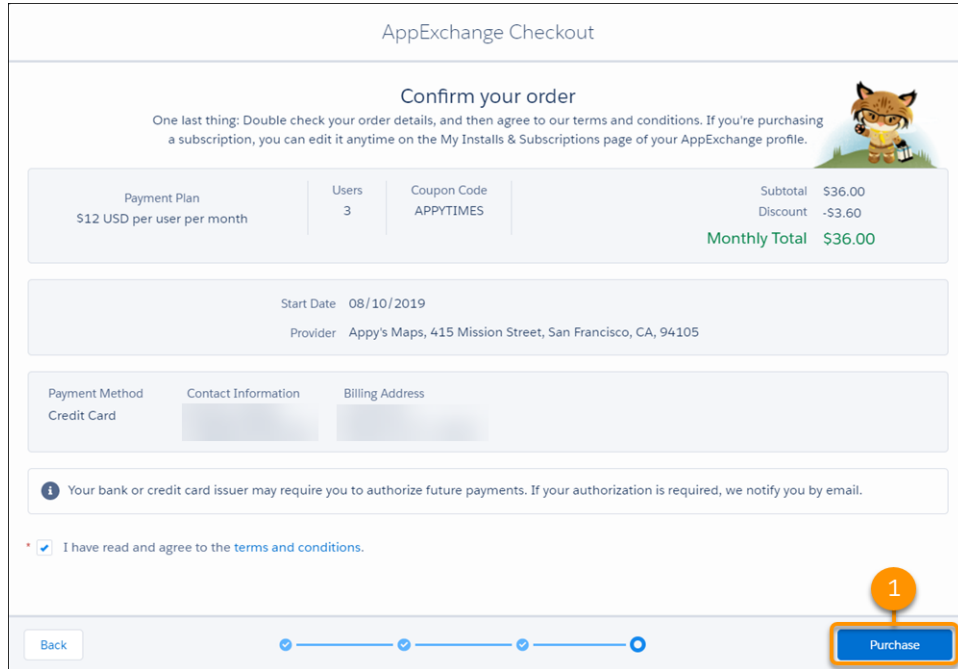 AppExchange Checkout
Confirm your order
One last thing: Double check your order details, and then agree to our terms and conditions. If you're purchasing
a subscription, you can edit it anytime on the My Installs & Subscriptions page of your AppExchange profile.
Payment Plan
$12 USD per user per month
Users
3
Coupon Code
APPYTIMES
Subtotal $36.00
Discount -$3.60
Monthly Total $36.00
Start Date 08/10/2019
Provider Appy's Maps, 415 Mission Street, San Francisco, CA, 94105
Payment Method
Credit Card
Contact Information
Billing Address
Your bank or credit card issuer may require you to authorize future payments. If your authorization is required, we notify you by email.
* I have read and agree to the terms and conditions.
1
Back
Purchase